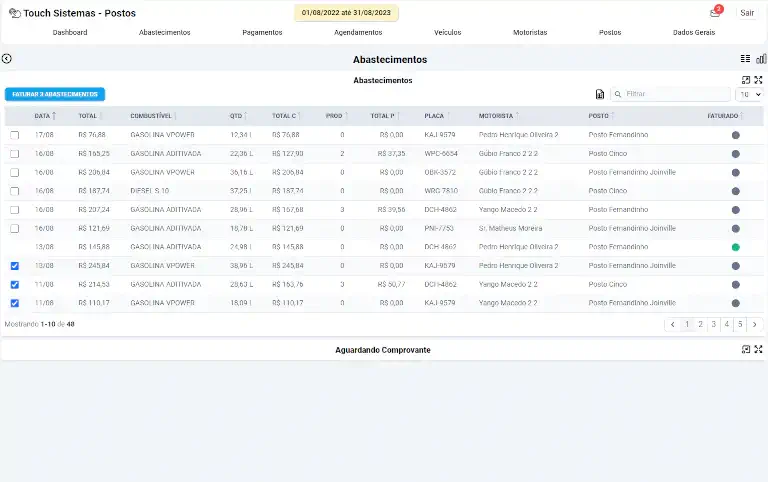 Touch Sistemas - Postos 01/08/2022 até 31/08/2023 2 Sair
Dashboard Abastecimentos Pagamentos Agendamentos Veículos Motoristas Postos Dados Gerais
Abastecimentos
Abastecimentos
FATURAR 3 ABASTECIMENTOS Filtrar... 10
DATA TOTAL COMBUSTÍVEL QTD TOTAL C PROD TOTAL P PLACA MOTORISTA POSTO FATURADO
17/08 R$ 76,88 GASOLINA VPOWER 12,34 L R$ 76,88 0 R$ 0,00 KAJ-9579 Pedro Henrique Oliveira 2 Posto Fernandinho
16/08 R$ 165,25 GASOLINA ADITIVADA 22,36 L R$ 127,90 2 R$ 37,35 WPC-6654 Gúbio Franco 2 2 2 Posto Cinco
16/08 R$ 206,84 GASOLINA VPOWER 36,16 L R$ 206,84 0 R$ 0,00 OBK-3572 Gúbio Franco 2 2 2 Posto Fernandinho Joinville
16/08 R$ 187,74 DIESEL S 10 37,25 L R$ 187,74 0 R$ 0,00 WRG-7810 Gúbio Franco 2 2 2 Posto Cinco
16/08 R$ 207,24 GASOLINA ADITIVADA 28,96 L R$ 167,68 3 R$ 39,56 DCH-4862 Yango Macedo 2 2 Posto Fernandinho
16/08 R$ 121,69 GASOLINA ADITIVADA 18,78 L R$ 121,69 0 R$ 0,00 PNI-7753 Sr. Matheus Moreira Posto Fernandinho Joinville
13/08 R$ 145,88 GASOLINA ADITIVADA 24,98 L R$ 145,88 0 R$ 0,00 DCH-4862 Pedro Henrique Oliveira 2 Posto Fernandinho
13/08 R$ 245,84 GASOLINA VPOWER 38,96 L R$ 245,84 0 R$ 0,00 KAJ-9579 Pedro Henrique Oliveira 2 Posto Fernandinho Joinville
11/08 R$ 214,53 GASOLINA ADITIVADA 28,63 L R$ 163,76 3 R$ 50,77 DCH-4862 Yango Macedo 2 2 Posto Cinco
11/08 R$ 110,17 GASOLINA VPOWER 18,09 L R$ 110,17 0 R$ 0,00 KAJ-9579 Yango Macedo 2 2 Posto Fernandinho Joinville
Mostrando 1-10 de 48 1 2 3 4 5
Aguardando Comprovante